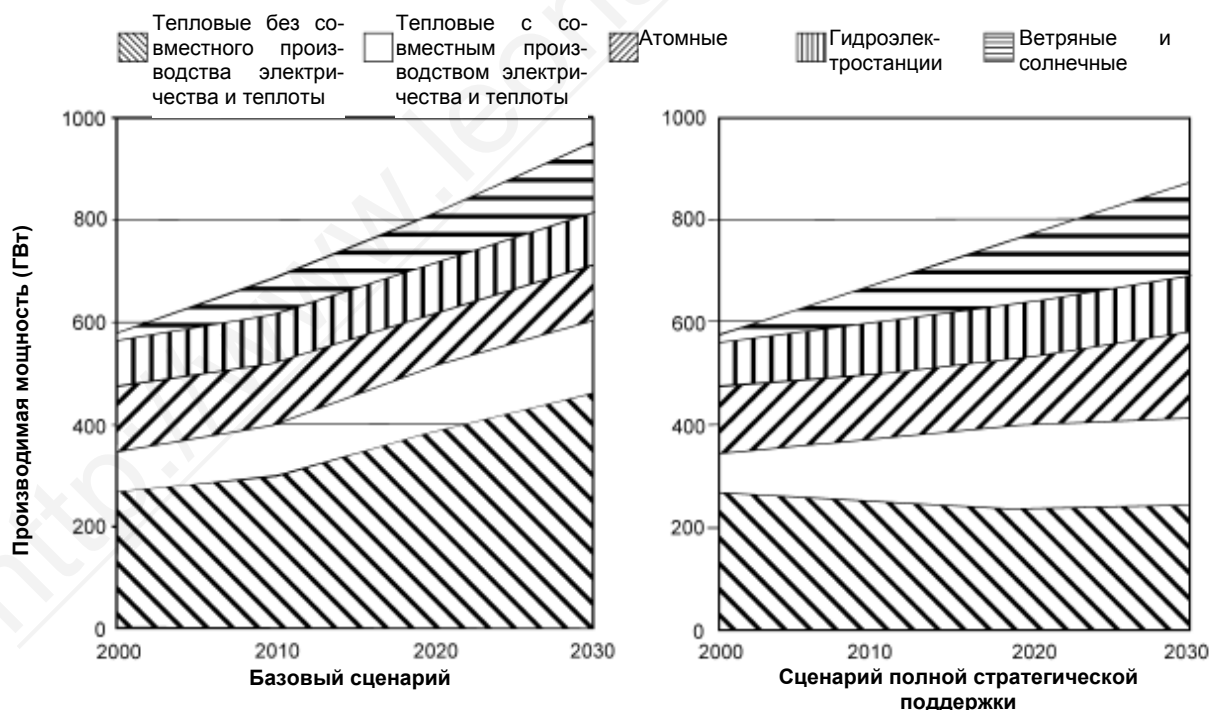 Тепловые без со-
вместного произ-
водства электри-
чества и теплоты
Тепловые с со-
вместным произ-
водством электри-
чества и теплоты
Атомные
Гидроэлек-
тростанции
Ветряные и
солнечные
Производимая мощность (ГВт)
1000
800
600
400
200
0
2000
2010
2020
2030
Базовый сценарий
1000
800
600
400
200
0
2000
2010
2020
2030
Сценарий полной стратегической
поддержки